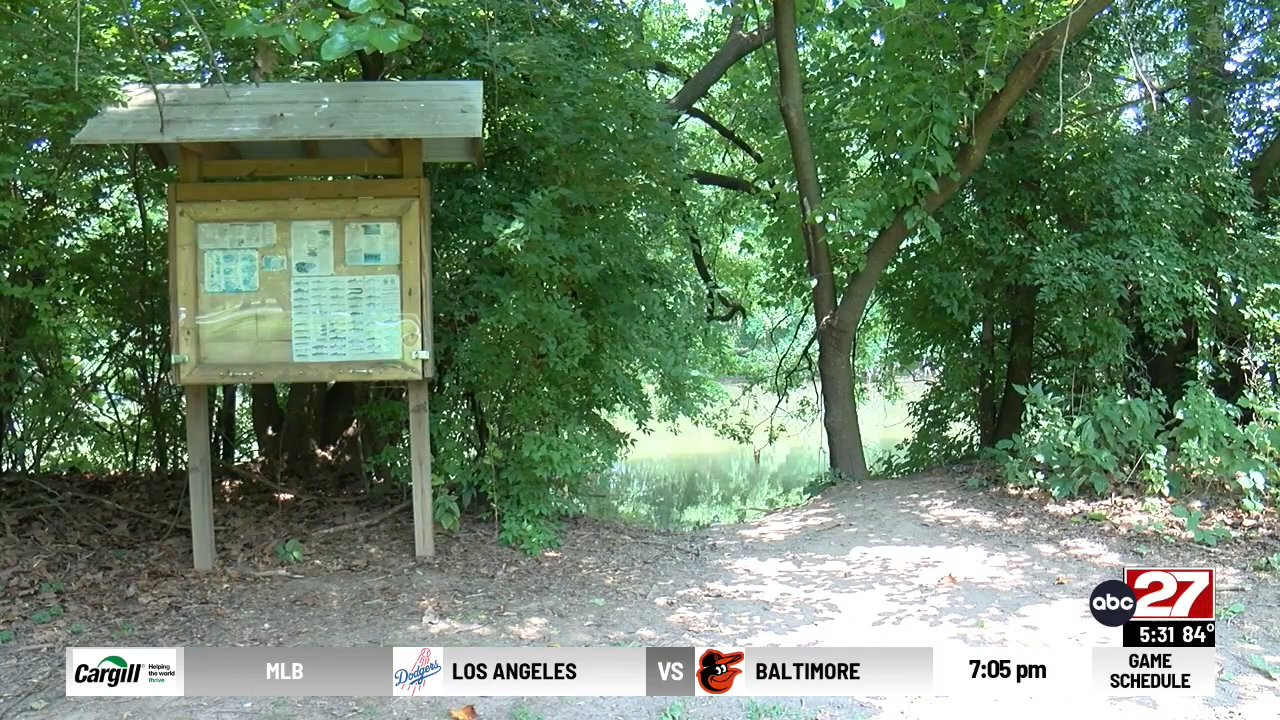 abc 27
5:31 84°
Cargill® Helping the world thrive
MLB
Dodgers LOS ANGELES
VS
BALTIMORE
7:05 pm
GAME
SCHEDULE